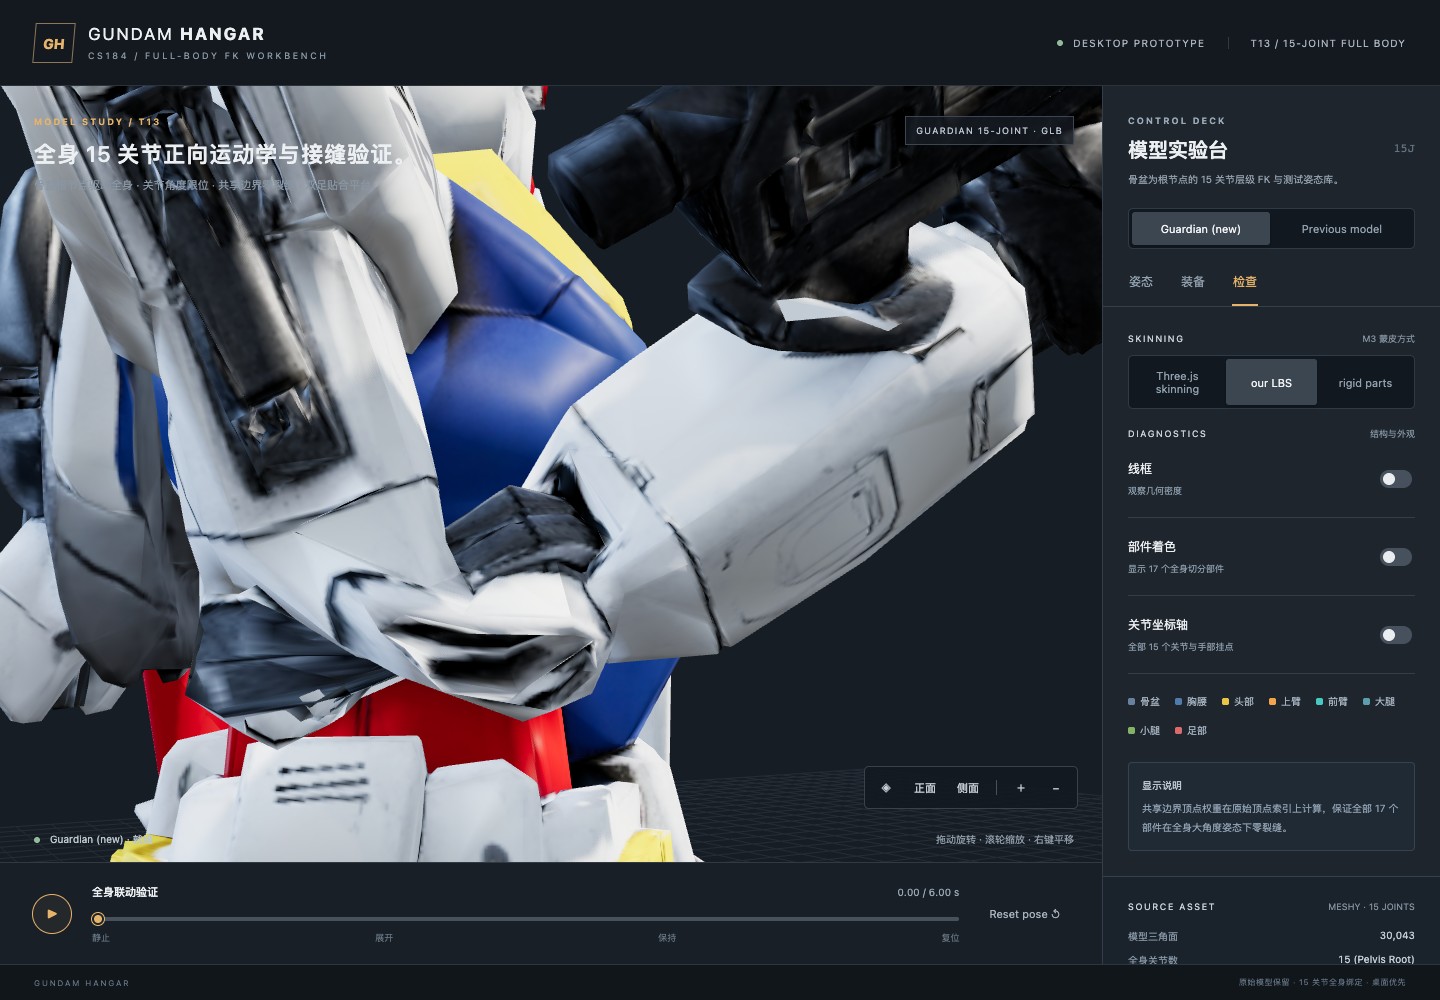 GH
GUNDAM HANGAR
CS184 / FULL-BODY FK WORKBENCH
DESKTOP PROTOTYPE
T13 / 15-JOINT FULL BODY
MODEL STUDY / T13
全身 15 关节正向运动学与接缝验证。
全身 · 关节角度限位 · 共享边界
GUARDIAN 15-JOINT · GLB
Guardian (new) ·
◈ 正面 侧面 + −
拖动旋转 · 滚轮缩放 · 右键平移
全身联动验证
0.00 / 6.00 s
静止 展开 保持 复位
Reset pose
CONTROL DECK
模型实验台
15J
骨盆为根节点的 15 关节层级 FK 与测试姿态库。
Guardian (new)
Previous model
姿态 装备 检查
SKINNING
M3 蒙皮方式
Three.js
skinning
our LBS
rigid parts
DIAGNOSTICS
结构与外观
线框
观察几何密度
部件着色
显示 17 个全身切分部件
关节坐标轴
全部 15 个关节与手部挂点
骨盆 胸腰 头部 上臂 前臂 大腿
小腿 足部
显示说明
共享边界顶点权重在原始顶点索引上计算，保证全部 17 个
部件在全身大角度姿态下零裂缝。
SOURCE ASSET
MESHY · 15 JOINTS
模型三角面
30,043
全身关节数
15 (Pelvis Root)
GUNDAM HANGAR
原始模型保留 · 15 关节全身绑定 · 桌面优先